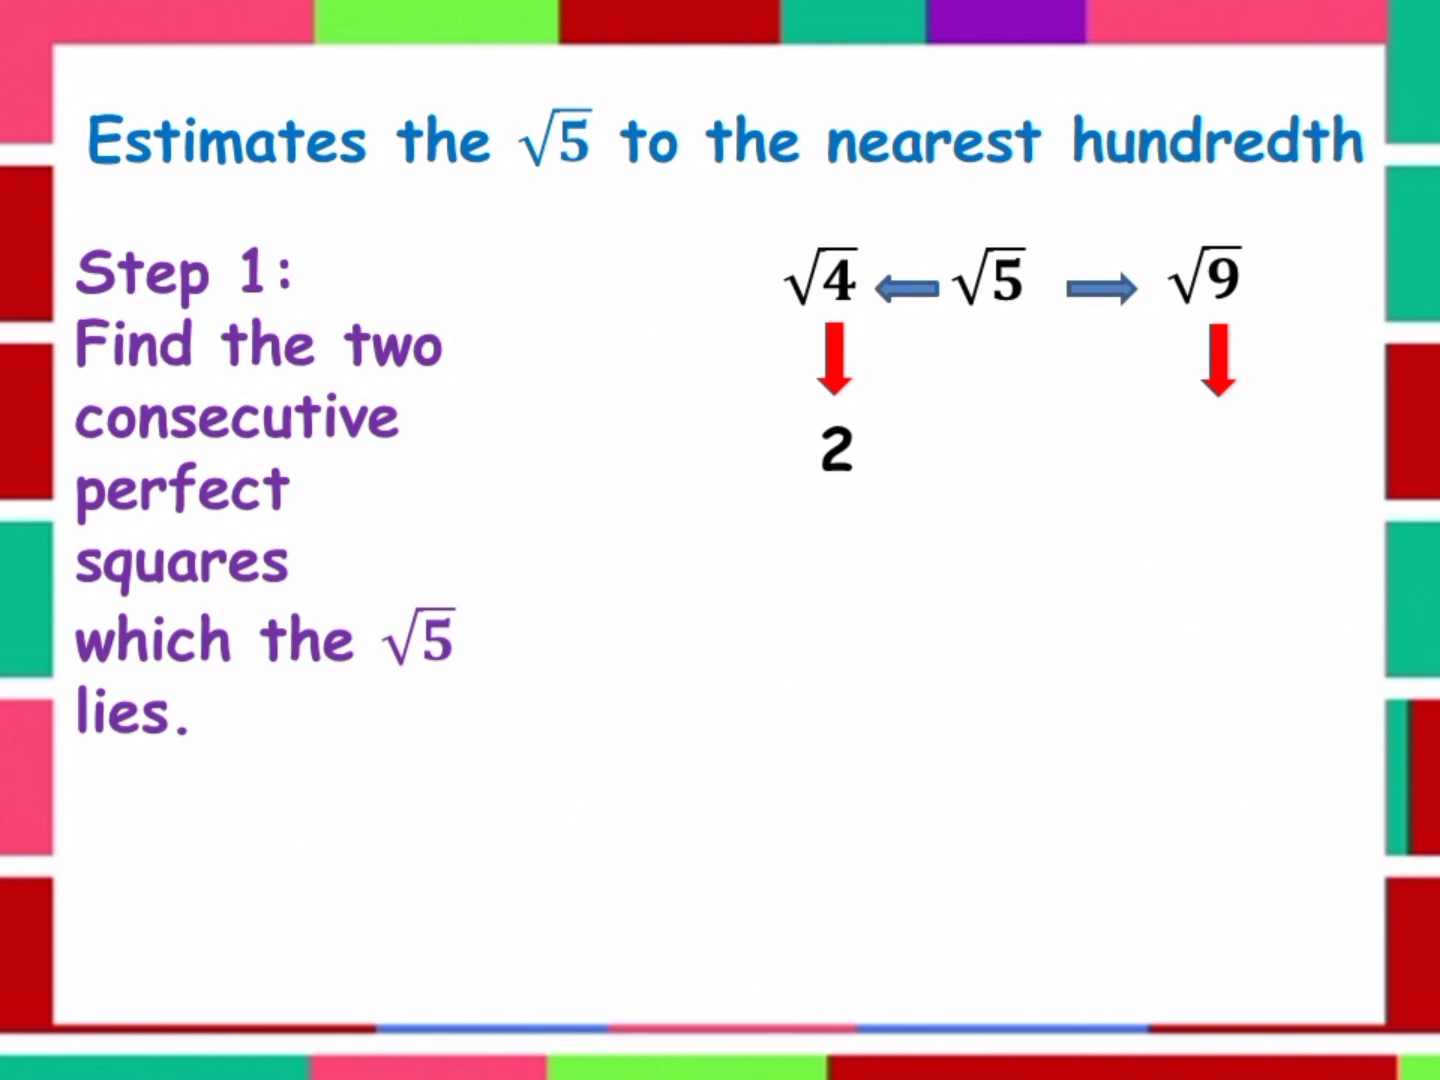 Estimates the √5 to the nearest hundredth
Step 1:
Find the two
consecutive
perfect
squares
which the √5
lies.
√4 √5 √9
2